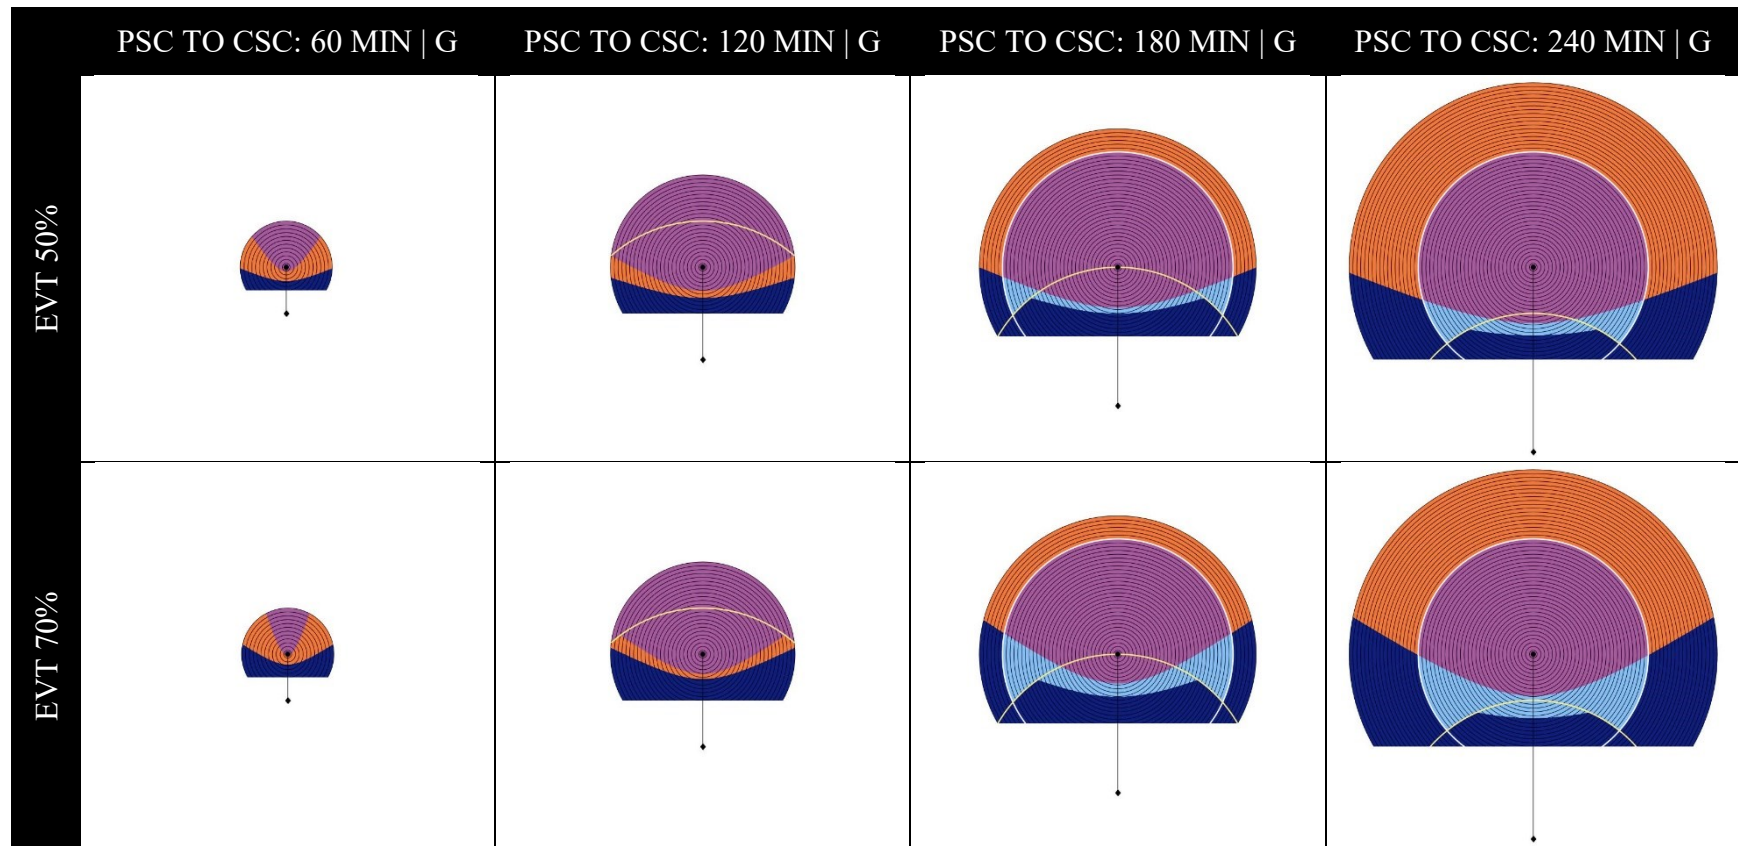 PSC TO CSC: 60 MIN | G
PSC TO CSC: 120 MIN | G
PSC TO CSC: 180 MIN | G
PSC TO CSC: 240 MIN | G
EVT 50%
EVT 70%